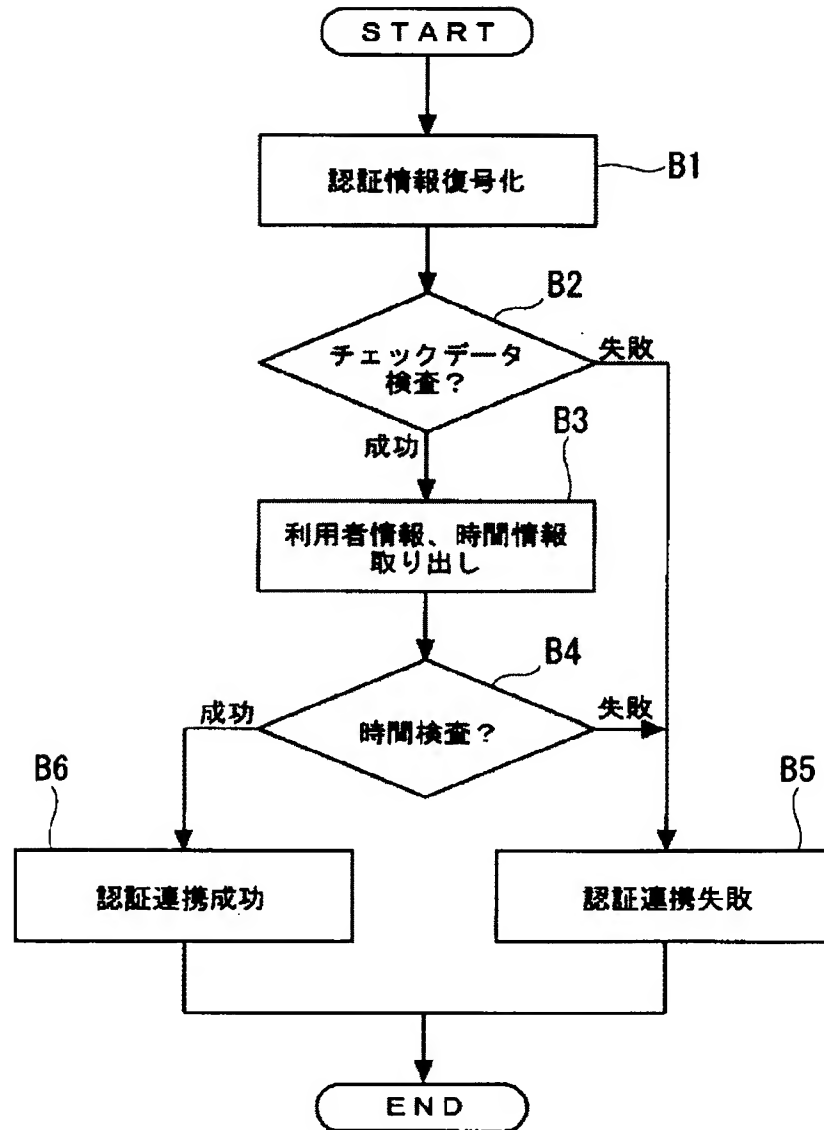 START
認証情報復号化
B1
B2
チェックデータ
検査?
失敗
成功
B3
利用者情報、時間情報
取り出し
B4
成功
時間検査?
失敗
B6
B5
認証連携成功
認証連携失敗
END